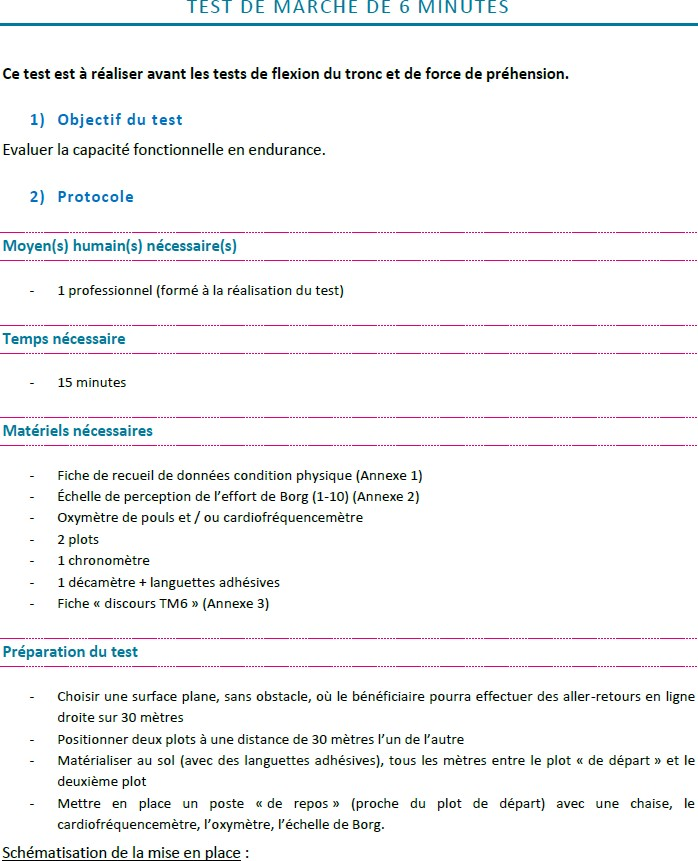 TEST DE MARCHE DE 6 MINUTES
Ce test est à réaliser avant les tests de flexion du tronc et de force de préhension.
1) Objectif du test
Evaluer la capacité fonctionnelle en endurance.
2) Protocole
Moyen(s) humain(s) nécessaire(s)
- 1 professionnel (formé à la réalisation du test)
Temps nécessaire
- 15 minutes
Matériels nécessaires
- Fiche de recueil de données condition physique (Annexe 1)
- Échelle de perception de l'effort de Borg (1-10) (Annexe 2)
- Oxymètre de pouls et / ou cardiofréquencemètre
- 2 plots
- 1 chronomètre
- 1 décamètre + languettes adhésives
- Fiche « discours TM6 » (Annexe 3)
Préparation du test
- Choisir une surface plane, sans obstacle, où le bénéficiaire pourra effectuer des aller-retours en ligne
droite sur 30 mètres
- Positionner deux plots à une distance de 30 mètres l'un de l'autre
- Matérialiser au sol (avec des languettes adhésives), tous les mètres entre le plot « de départ » et le
deuxième plot
- Mettre en place un poste « de repos » (proche du plot de départ) avec une chaise, le
cardiofréquencemètre, l'oxymètre, l'échelle de Borg.
Schématisation de la mise en place :